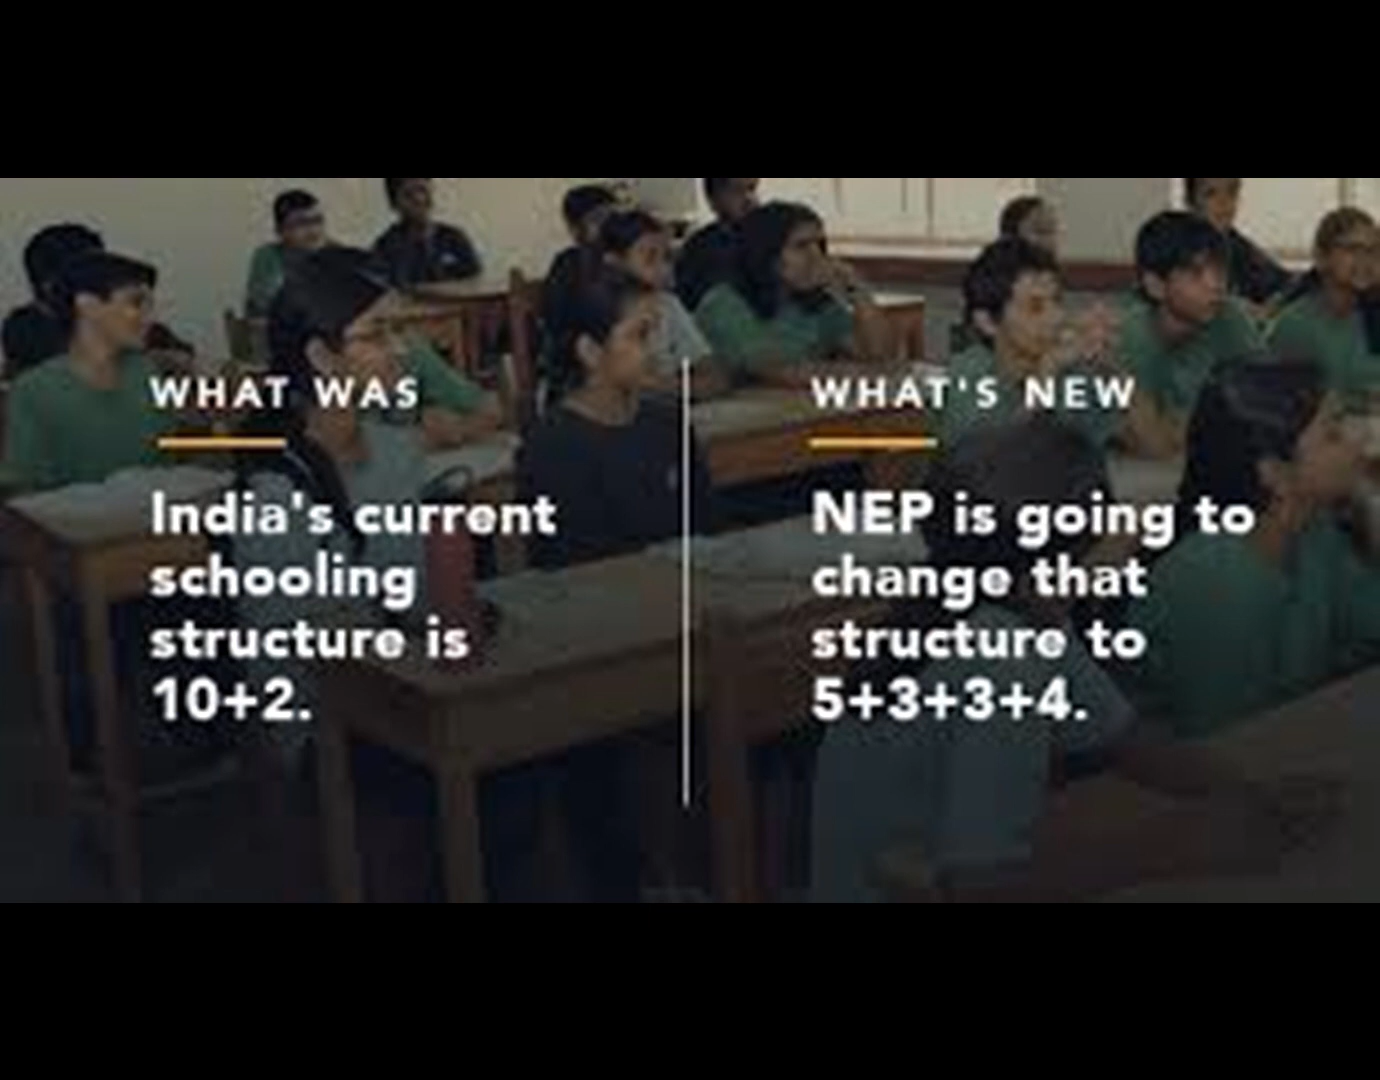 WHAT WAS
India's current
schooling
structure is
10+2.
WHAT'S NEW
NEP is going to
change that
structure to
5+3+3+4.